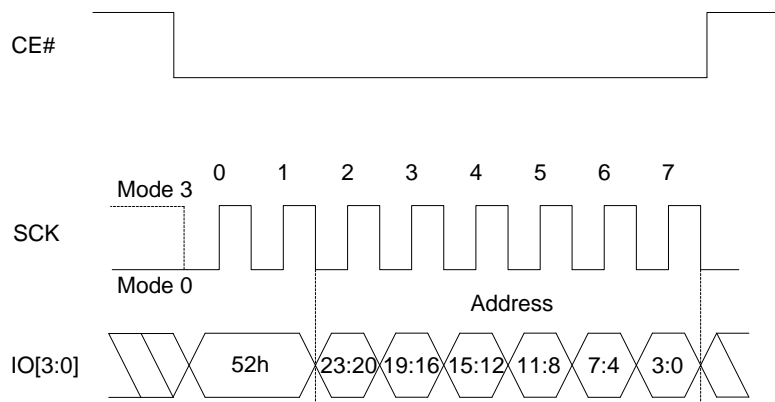 CE#
0 1 2 3 4 5 6 7
Mode 3
SCK
Mode 0
Address
IO[3:0] 52h 23:20 19:16 15:12 11:8 7:4 3:0